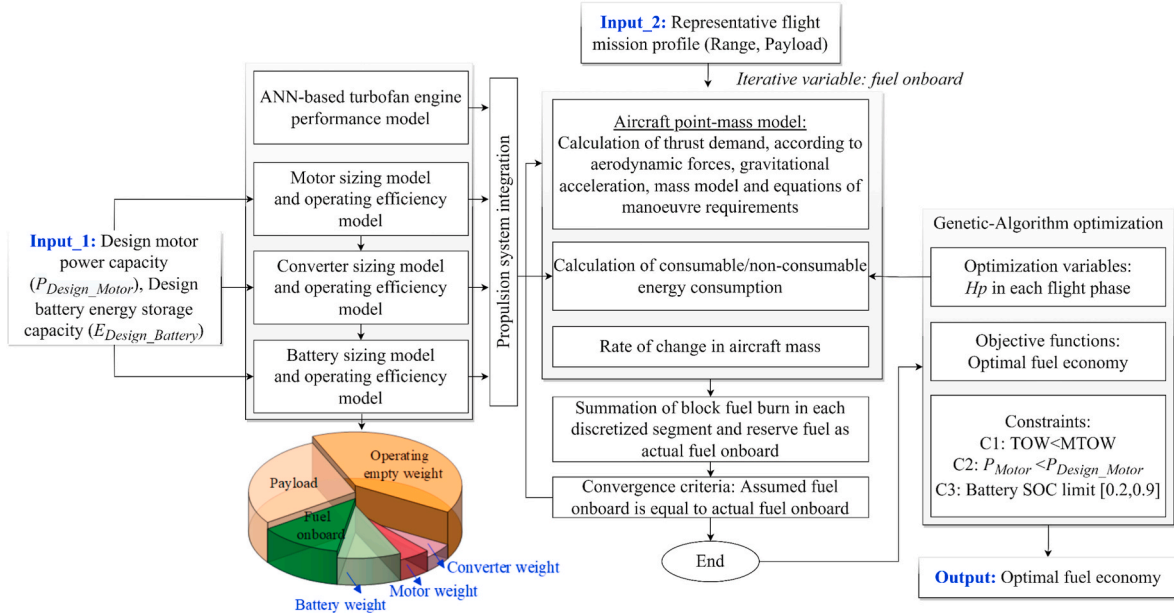 Input_2: Representative flight
mission profile (Range, Payload)
Iterative variable: fuel onboard
ANN-based turbofan engine
performance model
Motor sizing model
and operating efficiency
model
Converter sizing model
and operating efficiency
model
Battery sizing model
and operating efficiency
model
Input_1: Design motor
power capacity
(P_Design_Motor), Design
battery energy storage
capacity (E_Design_Battery)
Propulsion system integration
Aircraft point-mass model:
Calculation of thrust demand, according to
aerodynamic forces, gravitational
acceleration, mass model and equations of
manoeuvre requirements
Calculation of consumable/non-consumable
energy consumption
Rate of change in aircraft mass
Summation of block fuel burn in each
discretized segment and reserve fuel as
actual fuel onboard
Convergence criteria: Assumed fuel
onboard is equal to actual fuel onboard
End
Genetic-Algorithm optimization
Optimization variables:
Hp in each flight phase
Objective functions:
Optimal fuel economy
Constraints:
C1: TOW<MTOW
C2: P_Motor <P_Design_Motor
C3: Battery SOC limit [0.2,0.9]
Output: Optimal fuel economy
Operating
empty weight
Payload
Fuel
onboard
Converter weight
Motor weight
Battery weight